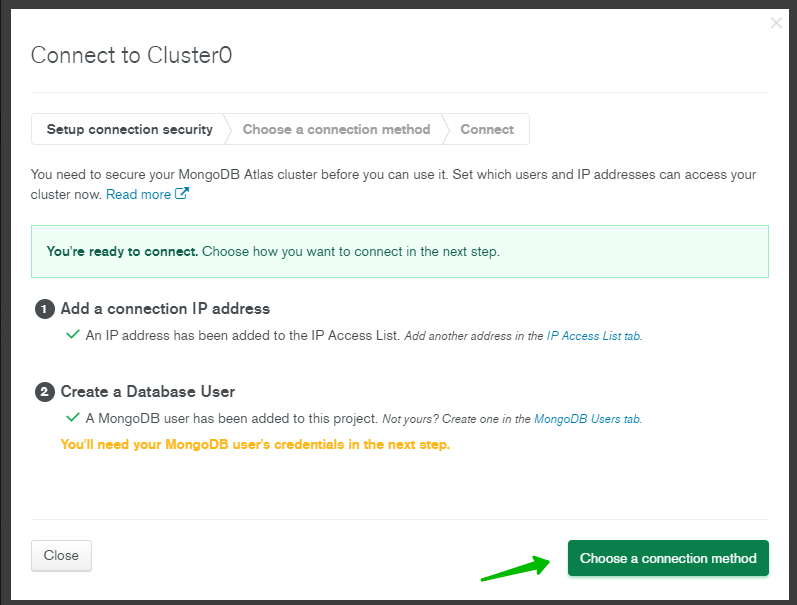 Connect to Cluster0
Setup connection security
Choose a connection method
Connect
You need to secure your MongoDB Atlas cluster before you can use it. Set which users and IP addresses can access your
cluster now. Read more
You're ready to connect. Choose how you want to connect in the next step.
1 Add a connection IP address
An IP address has been added to the IP Access List. Add another address in the IP Access List tab.
2 Create a Database User
A MongoDB user has been added to this project. Not yours? Create one in the MongoDB Users tab.
You'll need your MongoDB user's credentials in the next step.
Close
Choose a connection method